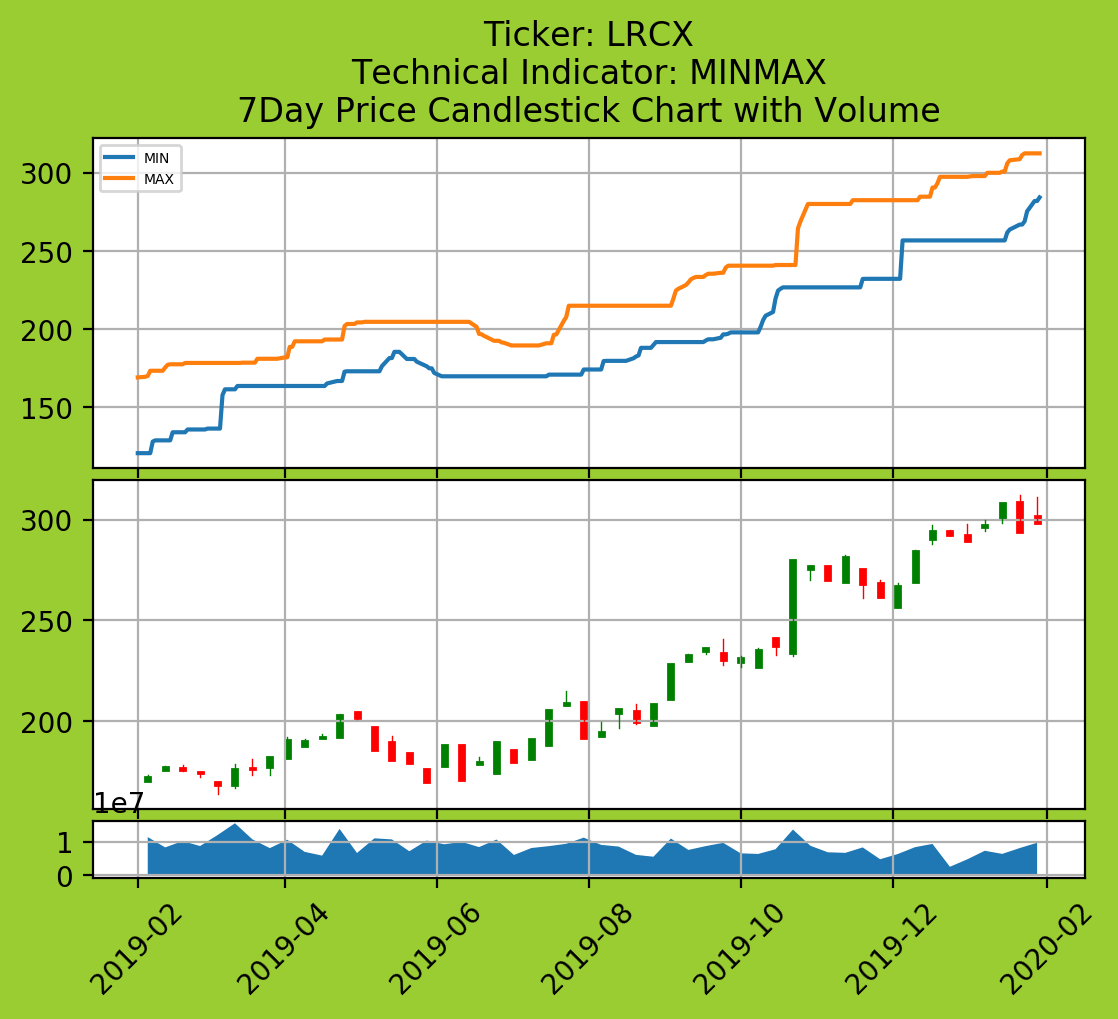 Ticker: LRCX
Technical Indicator: MINMAX
7Day Price Candlestick Chart with Volume
MIN
MAX
300
250
200
150
300
250
200
1e7
1
0
2019-02
2019-04
2019-06
2019-08
2019-10
2019-12
2020-02